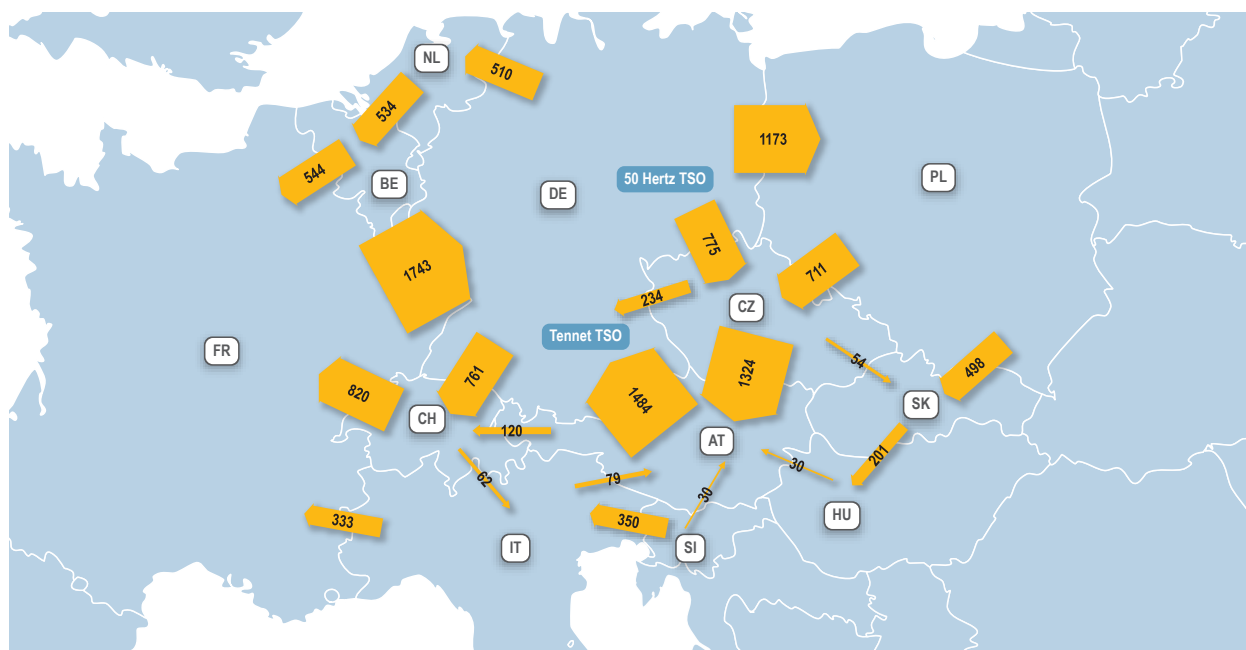 NL
510
534
1173
544
BE
50 Hertz TSO
PL
DE
775
1743
711
234
CZ
Tennet TSO
FR
54
498
761
1324
820
1484
SK
CH
120
AT
201
62
79
30
30
HU
333
350
IT
SI